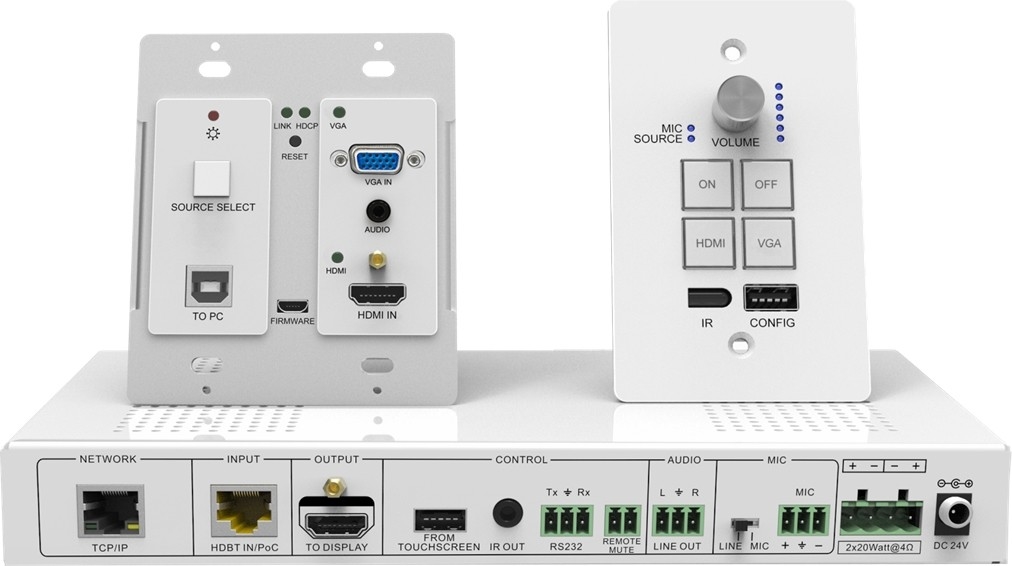 LINK HDCP VGA
RESET
VGA IN
SOURCE SELECT
AUDIO
HDMI
TO PC
FIRMWARE
HDMI IN
MIC
SOURCE
VOLUME
ON OFF
HDMI VGA
IR CONFIG
NETWORK INPUT OUTPUT CONTROL AUDIO MIC
+ − − +
Tx Rx
L R
MIC
TCP/IP
HDBT IN/PoC
TO DISPLAY
FROM
TOUCHSCREEN
IR OUT
RS232
REMOTE
MUTE
LINE OUT
LINE MIC
+ −
2x20Watt@4Ω
DC 24V